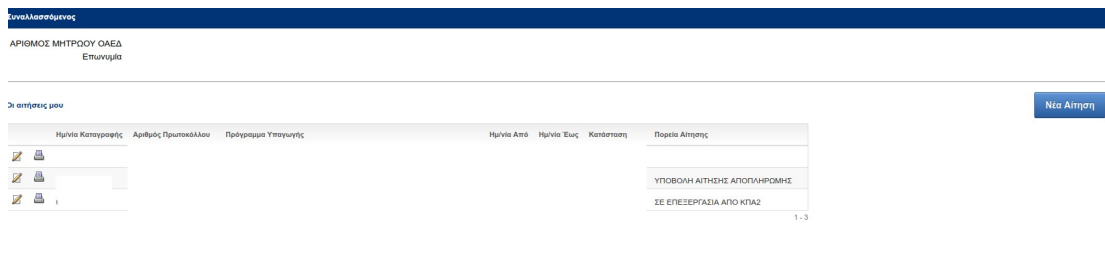 Συναλλασσόμενος
ΑΡΙΘΜΟΣ ΜΗΤΡΩΟΥ ΟΑΕΔ
Επωνυμία
Οι αιτήσεις μου
Νέα Αίτηση
Ημ/νία Καταγραφής Αριθμός Πρωτοκόλλου Πρόγραμμα Υπαγωγής Ημ/νία Από Ημ/νία Έως Κατάσταση Πορεία Αίτησης
ΥΠΟΒΟΛΗ ΑΙΤΗΣΗΣ ΑΠΟΠΛΗΡΩΜΗΣ
ΣΕ ΕΠΕΞΕΡΓΑΣΙΑ ΑΠΟ ΚΠΑ2
1 - 3